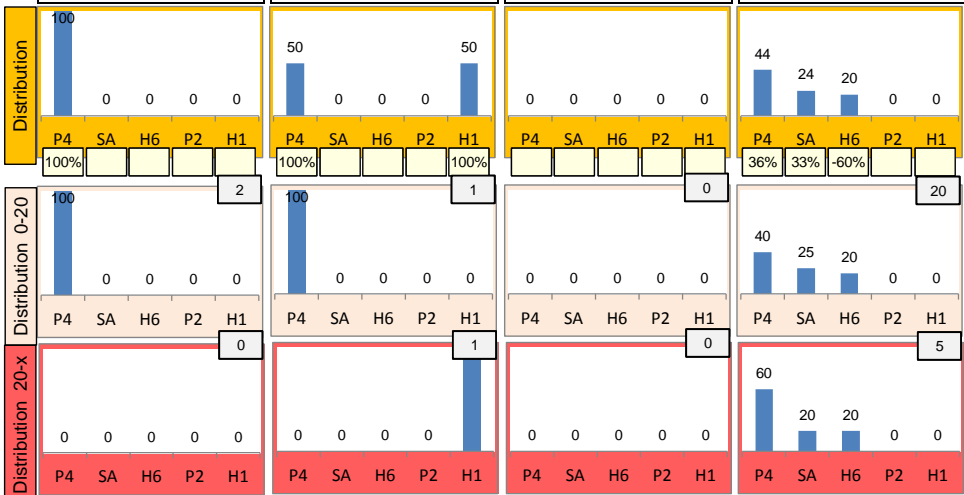 Distribution
100 0 0 0 0
P4 SA H6 P2 H1
100%
50 0 0 0 50
P4 SA H6 P2 H1
100% 100%
0 0 0 0 0
P4 SA H6 P2 H1
44 24 20 0 0
P4 SA H6 P2 H1
36% 33% -60%
Distribution 0-20
2
100 0 0 0 0
P4 SA H6 P2 H1
1
100 0 0 0 0
P4 SA H6 P2 H1
0
0 0 0 0 0
P4 SA H6 P2 H1
20
40 25 20 0 0
P4 SA H6 P2 H1
Distribution 20-x
0
0 0 0 0 0
P4 SA H6 P2 H1
1
0 0 0 0
P4 SA H6 P2 H1
0
0 0 0 0 0
P4 SA H6 P2 H1
5
60 20 20 0 0
P4 SA H6 P2 H1